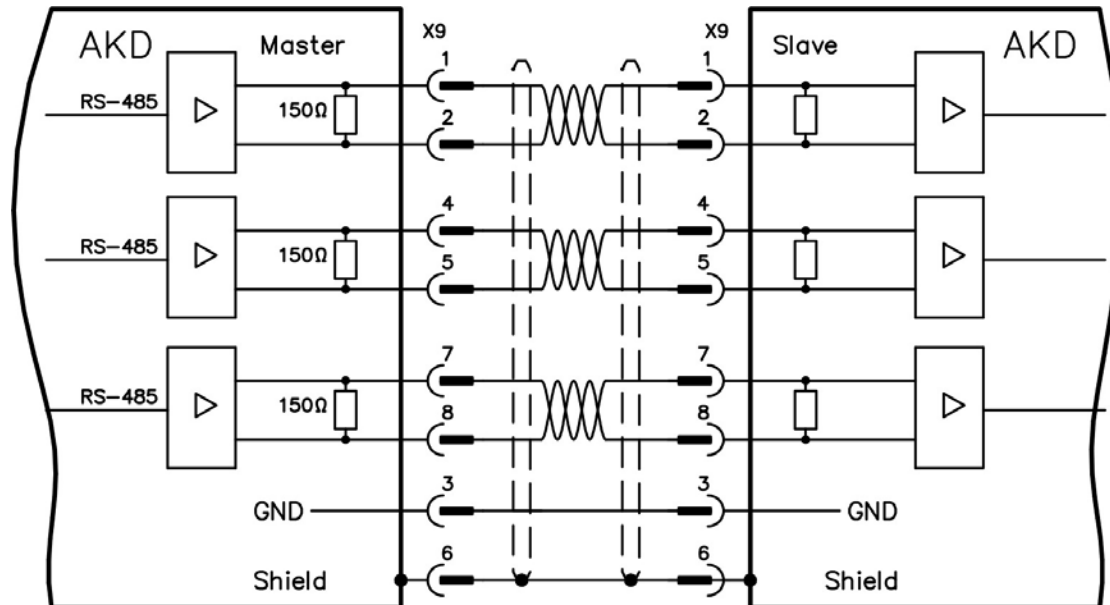 X9 X9
AKD Master Slave AKD
1 1
RS-485 150Ω
2 2
4 4
RS-485 150Ω
5 5
7 7
RS-485 150Ω
8 8
3 3
GND GND
6 6
Shield Shield